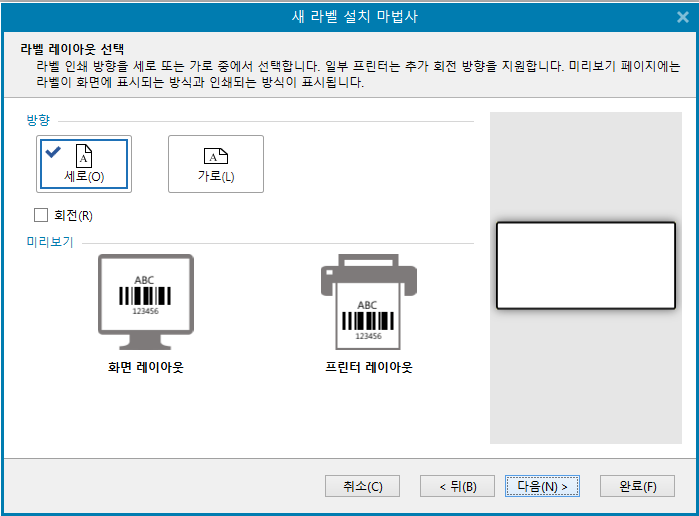 새 라벨 설치 마법사
라벨 레이아웃 선택
라벨 인쇄 방향을 세로 또는 가로 중에서 선택합니다. 일부 프린터는 추가 회전 방향을 지원합니다. 미리보기 페이지에는
라벨이 화면에 표시되는 방식과 인쇄되는 방식이 표시됩니다.
방향
A
세로(O)
A
가로(L)
회전(R)
미리보기
ABC
123456
화면 레이아웃
ABC
123456
프린터 레이아웃
취소(C)
< 뒤(B)
다음(N) >
완료(F)